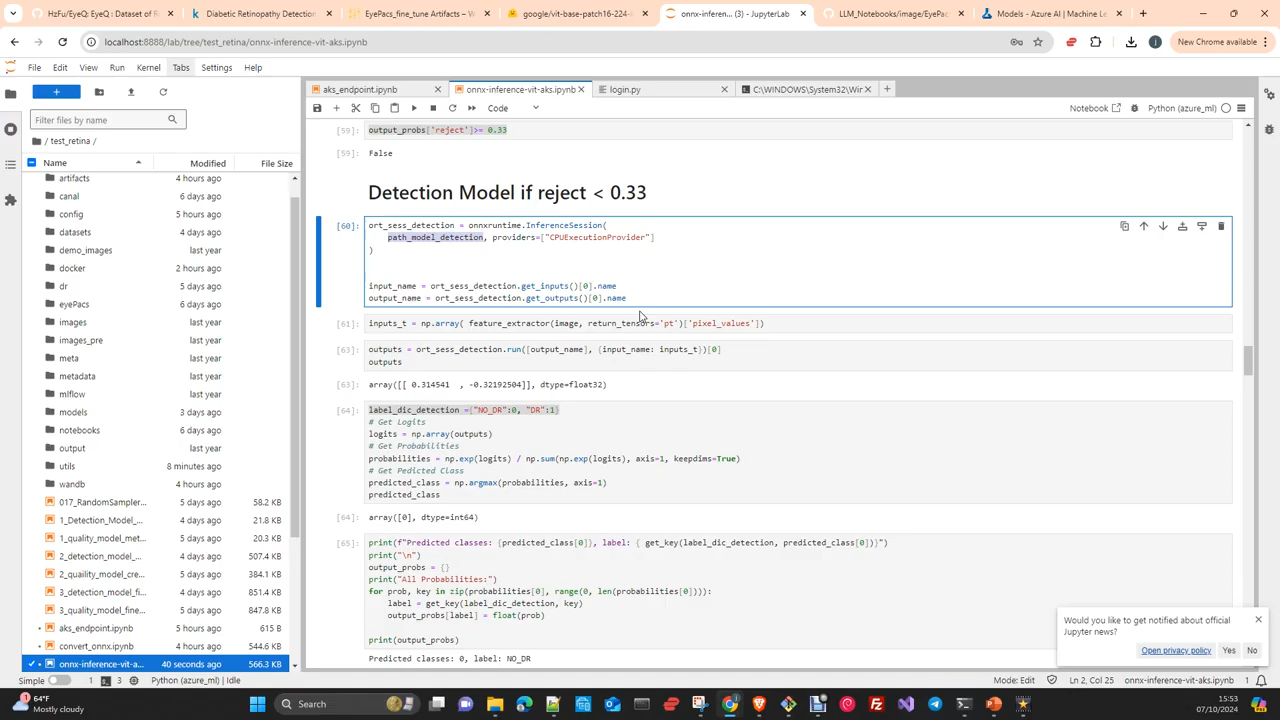 HzFu/EyeQ: EyeQ : Dataset of R
Diabetic Retinopathy Detection
EyePacs_fine_tune Artifacts – W
google/vit-base-patch16-224-i
onnx-inferen... (3) - JupyterLab
LLM_Notebooks/image/EyePac
Models - Azure AI | Machine Le
localhost:8888/lab/tree/test_retina/onnx-inference-vit-aks.ipynb
New Chrome available
File Edit View Run Kernel Tabs Settings Help
aks_endpoint.ipynb
onnx-inference-vit-aks.ipynb
login.py
C:\WINDOWS\System32\Wir
Code
Notebook
Python (azure_ml)
Filter files by name
/ test_retina /
Name Modified File Size
artifacts 4 hours ago
canal 6 days ago
config 5 hours ago
datasets 22 days ago
demo_images last year
docker 2 hours ago
dr 5 days ago
eyePacs 4 days ago
images last year
images_pre last year
meta last year
metadata last year
mlflow last year
models 3 days ago
notebooks last year
output last year
utils 8 minutes ago
wandb 4 hours ago
017_RandomSampler... 5 days ago 58.2 KB
1_Detection_Model_... 4 days ago 21.8 KB
1_quality_model_met... 5 days ago 20.3 KB
2_detection_model_... 4 days ago 507.4 KB
2_quaility_model_cre... 5 days ago 384.1 KB
3_detection_model_fi... 4 days ago 851.4 KB
3_quality_model_fine... 5 days ago 847.8 KB
aks_endpoint.ipynb 5 hours ago 615 B
convert_onnx.ipynb 4 hours ago 544.6 KB
onnx-inference-vit-a... 40 seconds ago 566.3 KB
[59]: output_probs['reject']>= 0.33
[59]: False
Detection Model if reject < 0.33
[60]: ort_sess_detection = onnxruntime.InferenceSession(
path_model_detection, providers=["CPUExecutionProvider"]
)
input_name = ort_sess_detection.get_inputs()[0].name
output_name = ort_sess_detection.get_outputs()[0].name
[61]: inputs_t = np.array( feature_extractor(image, return_tensors='pt')['pixel_values'])
[63]: outputs = ort_sess_detection.run([output_name], {input_name: inputs_t})[0]
outputs
[63]: array([[ 0.314541  , -0.32192504]], dtype=float32)
[64]: label_dic_detection ={"NO_DR":0, "DR":1}
# Get Logits
logits = np.array(outputs)
# Get Probabilities
probabilities = np.exp(logits) / np.sum(np.exp(logits), axis=1, keepdims=True)
# Get Pedicted Class
predicted_class = np.argmax(probabilities, axis=1)
predicted_class
[64]: array([0], dtype=int64)
[65]: print(f"Predicted classes: {predicted_class[0]}, label: { get_key(label_dic_detection, predicted_class[0])}")
print("\n")
output_probs = {}
print("All Probabilities:")
for prob, key in zip(probabilities[0], range(0, len(probabilities[0]))):
label = get_key(label_dic_detection, key)
output_probs[label] = float(prob)
print(output_probs)
Predicted classes: 0, label: NO_DR
Would you like to get notified about official
Jupyter news?
Open privacy policy Yes No
Simple 1 3 Python (azure_ml) | Idle
Mode: Edit Ln 2, Col 25 onnx-inference-vit-aks.ipynb 1
64°F
Mostly cloudy
Search
15:53
07/10/2024